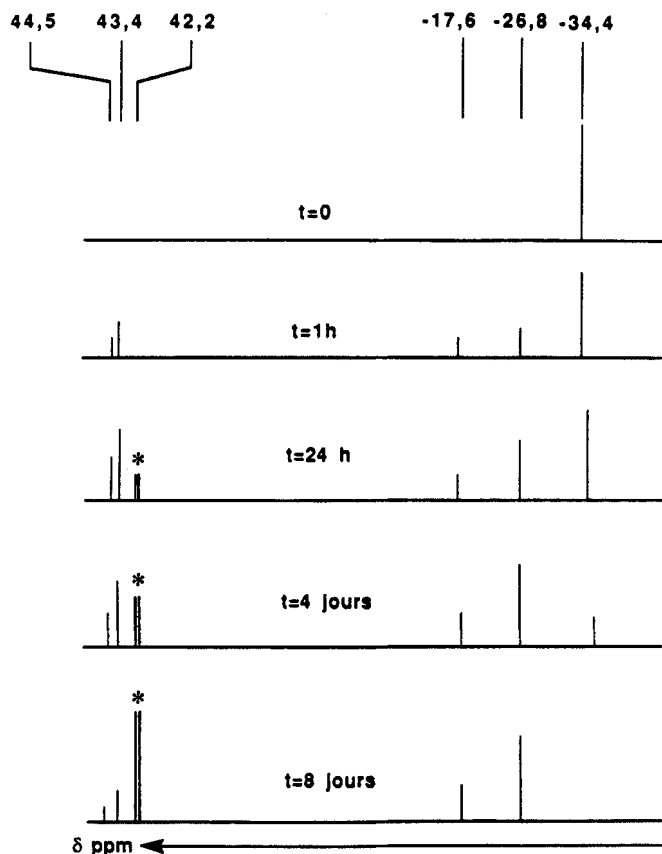 44,5 43,4 42,2 -17,6 -26,8 -34,4
t=0
t=1h
*
t=24 h
*
t=4 jours
*
t=8 jours
δ ppm